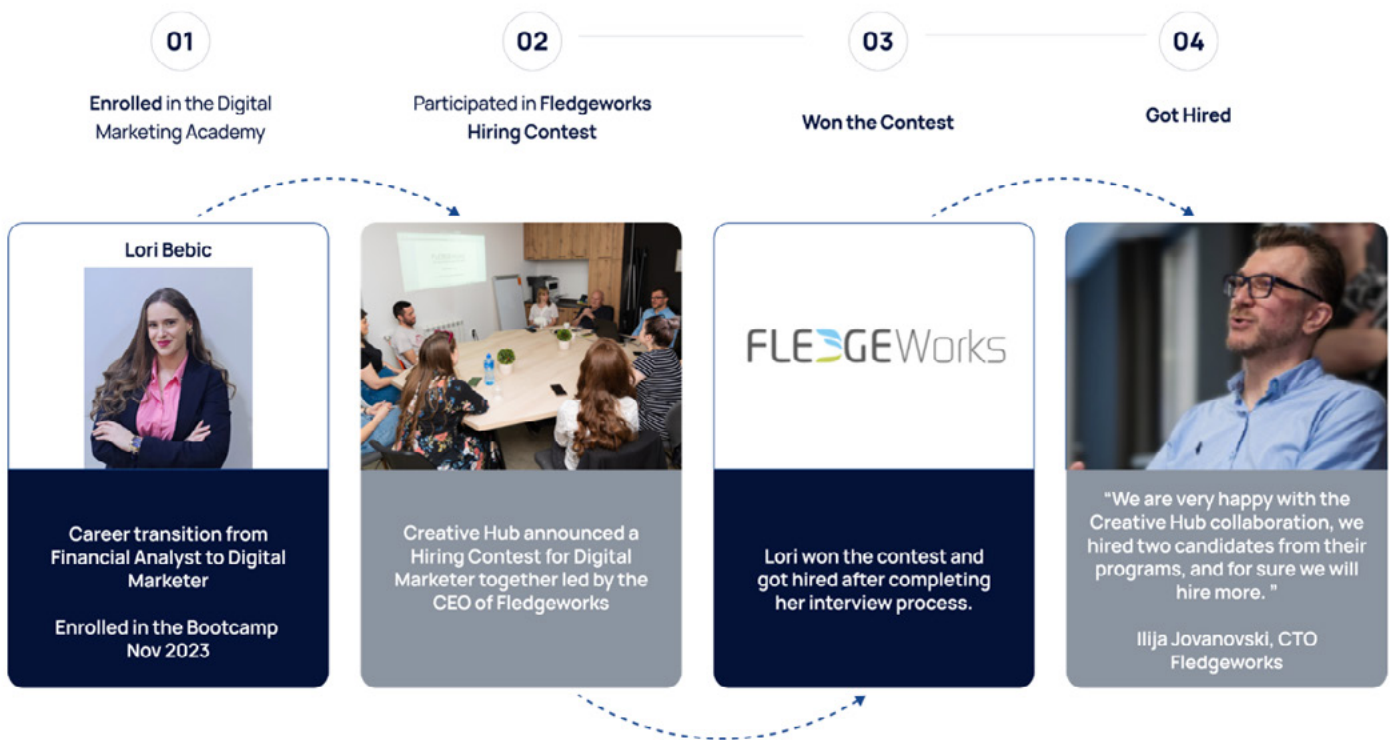 01
02
03
04
Enrolled in the Digital
Marketing Academy
Participated in Fledgeworks
Hiring Contest
Won the Contest
Got Hired
Lori Bebic
Career transition from
Financial Analyst to Digital
Marketer
Enrolled in the Bootcamp
Nov 2023
Creative Hub announced a
Hiring Contest for Digital
Marketer together led by the
CEO of Fledgeworks
FLEDGEWorks
Lori won the contest and
got hired after completing
her interview process.
“We are very happy with the
Creative Hub collaboration, we
hired two candidates from their
programs, and for sure we will
hire more. ”
Ilija Jovanovski, CTO
Fledgeworks